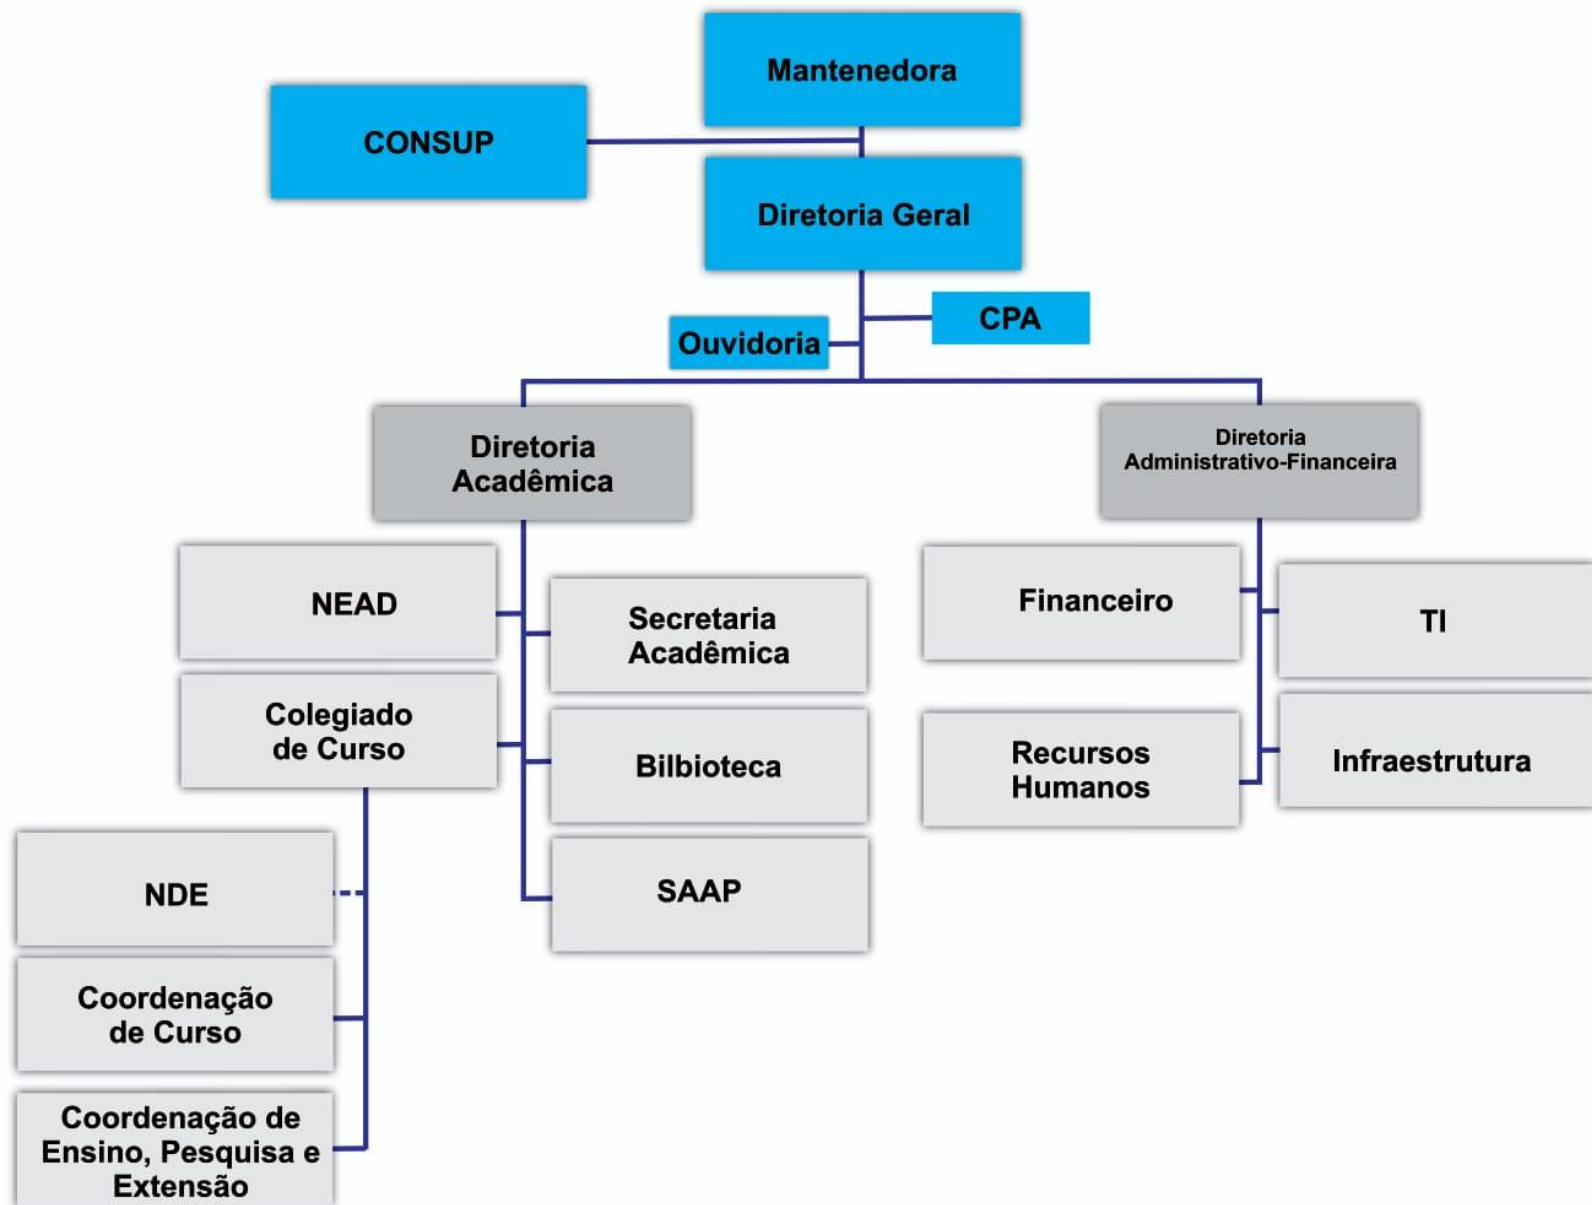 Mantenedora
CONSUP
Diretoria Geral
CPA
Ouvidoria
Diretoria
Acadêmica
Diretoria
Administrativo-Financeira
NEAD
Secretaria
Acadêmica
Colegiado
de Curso
Bilbioteca
SAAP
NDE
Coordenação
de Curso
Coordenação de
Ensino, Pesquisa e
Extensão
Financeiro
TI
Recursos
Humanos
Infraestrutura